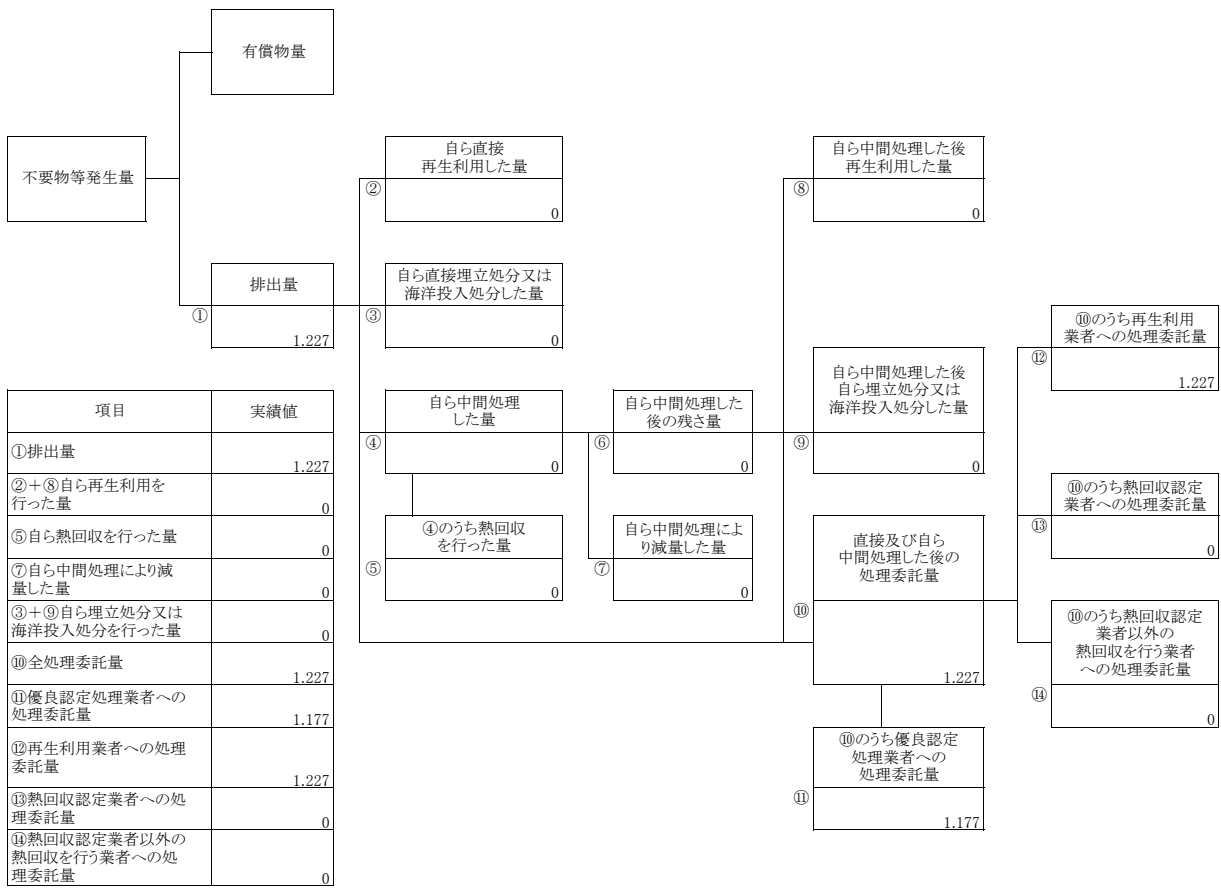 有償物量
不要物等発生量
排出量
①
1.227
自ら直接
再生利用した量
②
0
自ら直接埋立処分又は
海洋投入処分した量
③
0
自ら中間処理
した量
④
0
④のうち熱回収
を行った量
⑤
0
自ら中間処理した
後の残さ量
⑥
0
自ら中間処理によ
り減量した量
⑦
0
自ら中間処理した後
再生利用した量
⑧
0
自ら中間処理した後
自ら埋立処分又は
海洋投入処分した量
⑨
0
直接及び自ら
中間処理した後の
処理委託量
⑩
1.227
⑩のうち優良認定
処理業者への
処理委託量
⑪
1.177
⑩のうち再生利用
業者への処理委託量
⑫
1.227
⑩のうち熱回収認定
業者への処理委託量
⑬
0
⑩のうち熱回収認定
業者以外の
熱回収を行う業者
への処理委託量
⑭
0
項目 実績値
①排出量
1.227
②＋⑧自ら再生利用を
行った量
0
⑤自ら熱回収を行った量
0
⑦自ら中間処理により減
量した量
0
③＋⑨自ら埋立処分又は
海洋投入処分を行った量
0
⑩全処理委託量
1.227
⑪優良認定処理業者への
処理委託量
1.177
⑫再生利用業者への処理
委託量
1.227
⑬熱回収認定業者への処
理委託量
0
⑭熱回収認定業者以外の
熱回収を行う業者への処
理委託量
0